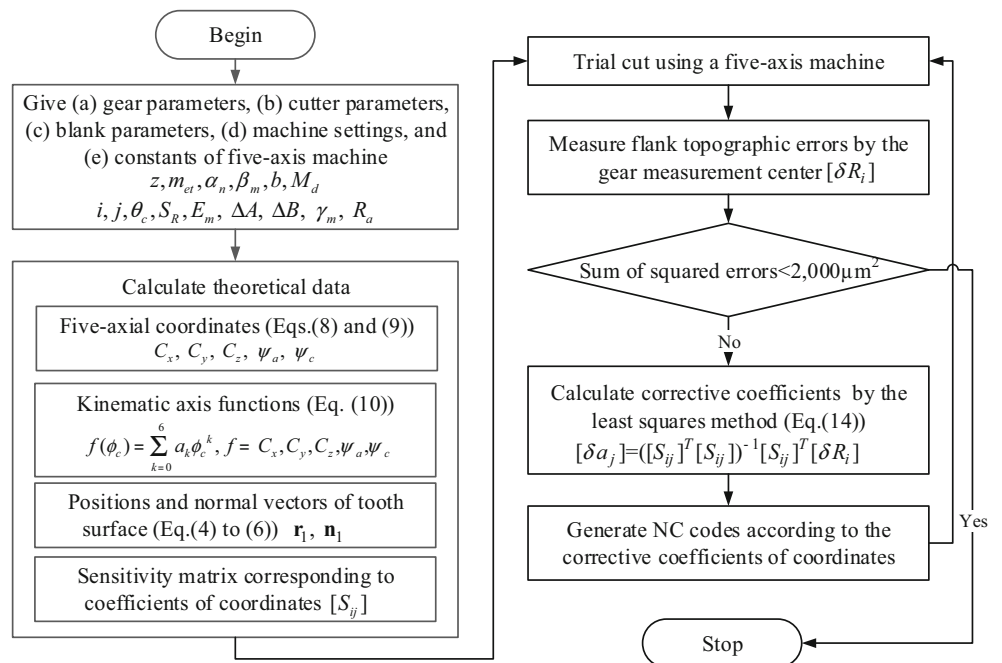 Begin
Give (a) gear parameters, (b) cutter parameters,
(c) blank parameters, (d) machine settings, and
(e) constants of five-axis machine
z, m_et, α_n, β_m, b, M_d
i, j, θ_c, S_R, E_m, ΔA, ΔB, γ_m, R_a
Calculate theoretical data
Five-axial coordinates (Eqs.(8) and (9))
C_x, C_y, C_z, ψ_a, ψ_c
Kinematic axis functions (Eq. (10))
f(ϕ_c) = ∑_{k=0}^{6} a_k ϕ_c^k, f = C_x, C_y, C_z, ψ_a, ψ_c
Positions and normal vectors of tooth
surface (Eq.(4) to (6)) r_1, n_1
Sensitivity matrix corresponding to
coefficients of coordinates [S_ij]
Trial cut using a five-axis machine
Measure flank topographic errors by the
gear measurement center [δR_i]
Sum of squared errors<2,000μm²
No
Calculate corrective coefficients by the
least squares method (Eq.(14))
[δa_j]=([S_ij]^T [S_ij])^-1 [S_ij]^T [δR_i]
Yes
Generate NC codes according to the
corrective coefficients of coordinates
Stop